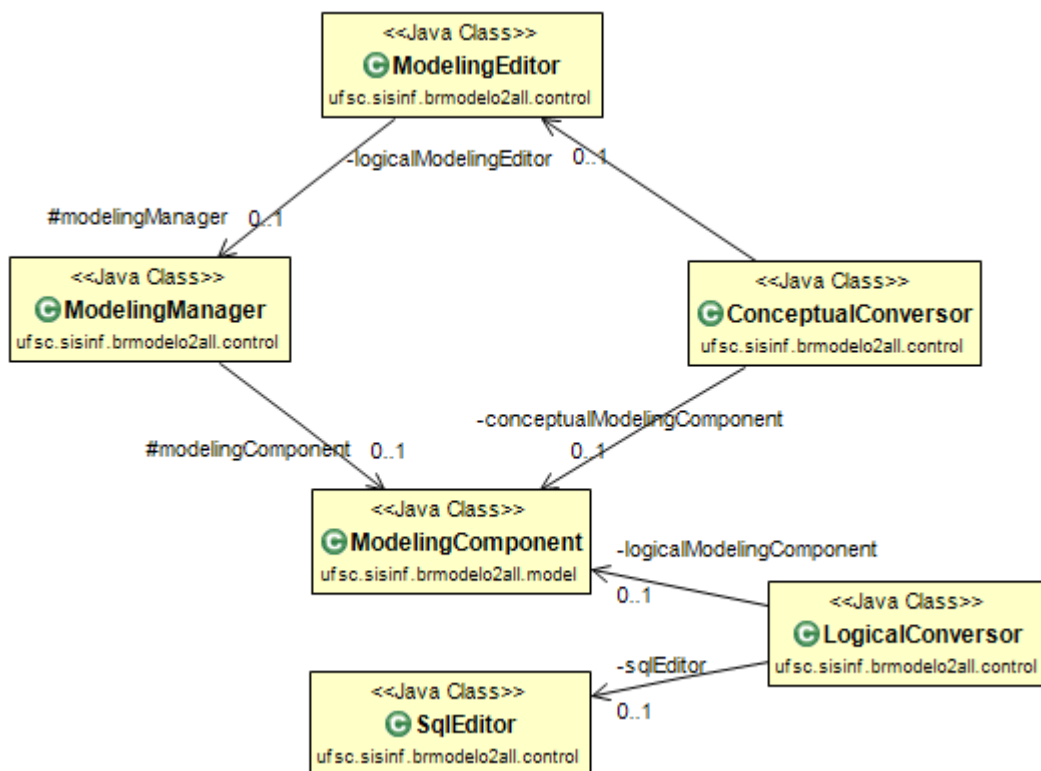 <<Java Class>>
C ModelingEditor
ufsc.sisinf.brmodelo2all.control
-logicalModelingEditor 0..1
#modelingManager 0..1
<<Java Class>>
C ModelingManager
ufsc.sisinf.brmodelo2all.control
<<Java Class>>
C ConceptualConversor
ufsc.sisinf.brmodelo2all.control
-conceptualModelingComponent
0..1
#modelingComponent 0..1
<<Java Class>>
C ModelingComponent
ufsc.sisinf.brmodelo2all.model
-logicalModelingComponent
0..1
<<Java Class>>
C LogicalConversor
ufsc.sisinf.brmodelo2all.control
-sqlEditor
0..1
<<Java Class>>
C SqlEditor
ufsc.sisinf.brmodelo2all.control